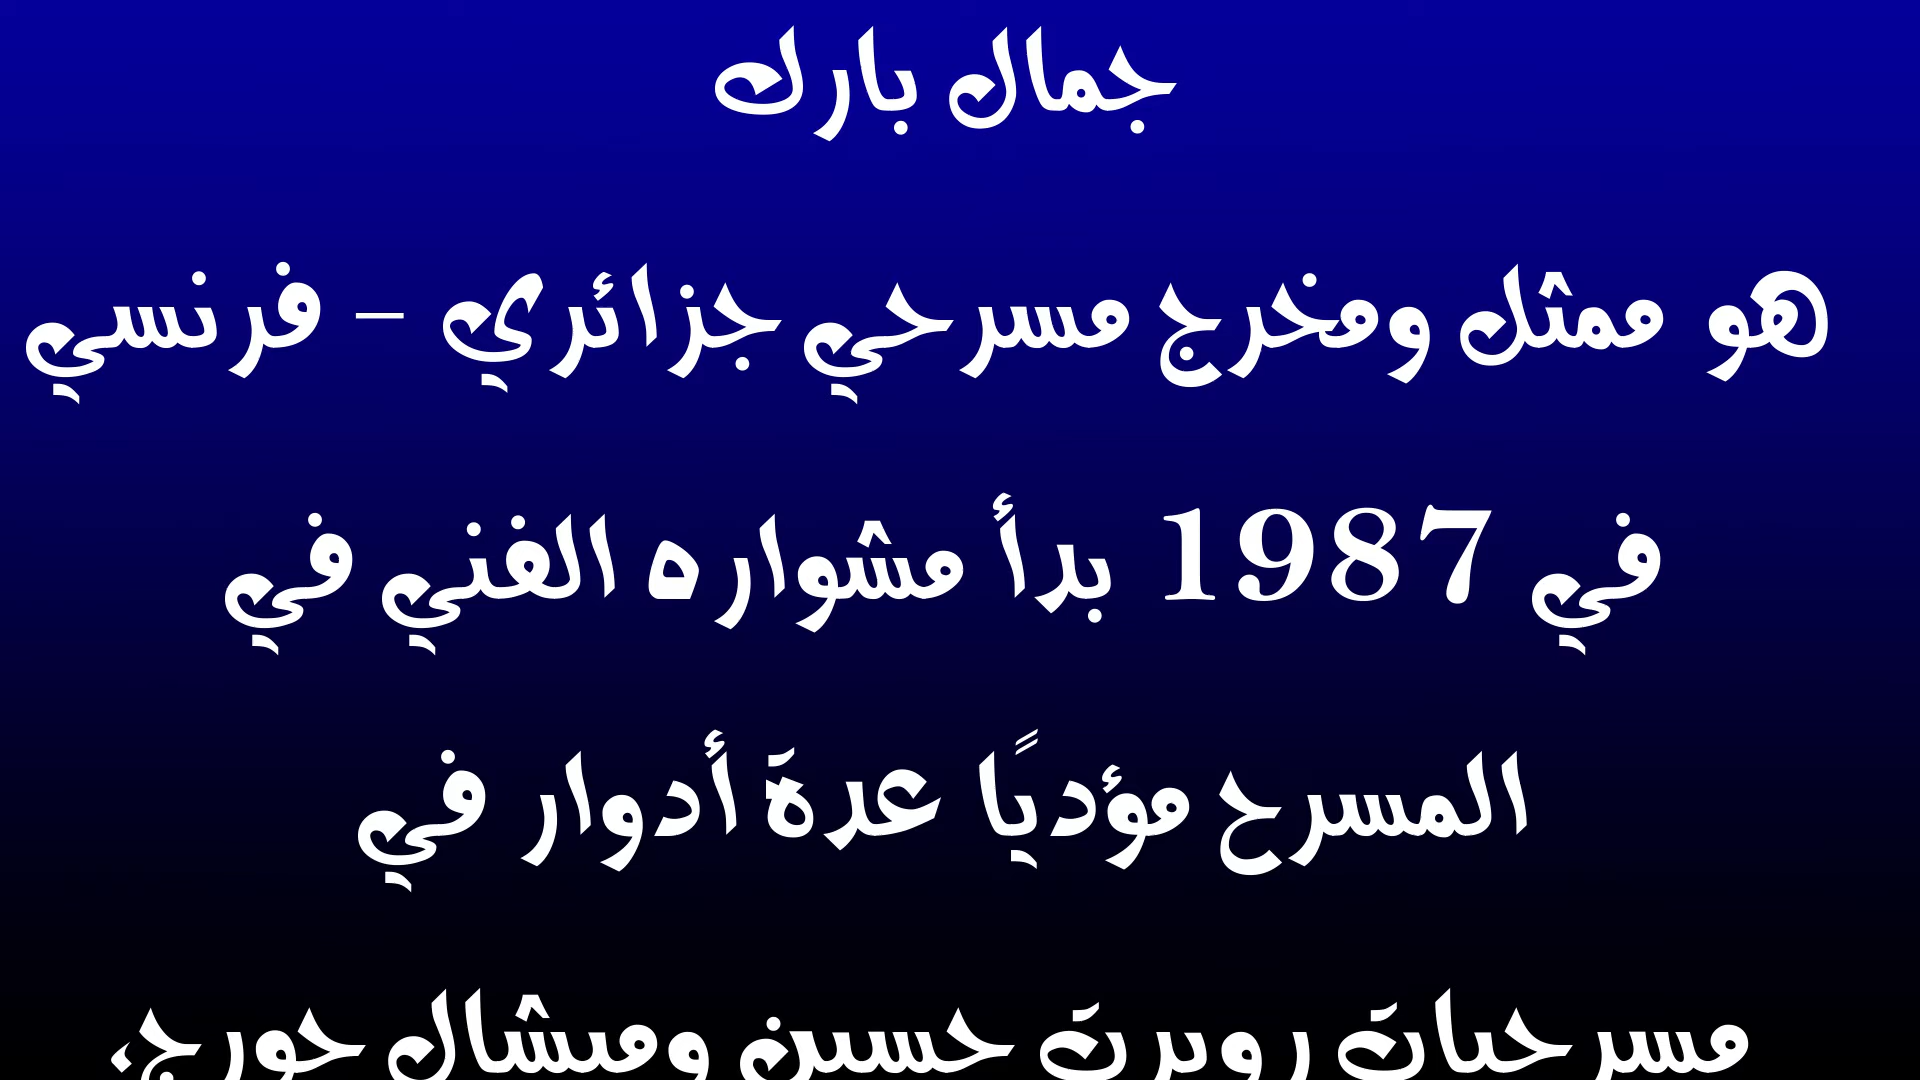 جمال بارك
هو ممثل ومخرج مسرحي جزائري – فرنسي
في 1987 بدأ مشواره الفني في
المسرح مؤديًا عدة أدوار في
مسرحيات روبرت حسين وميشال جورج،